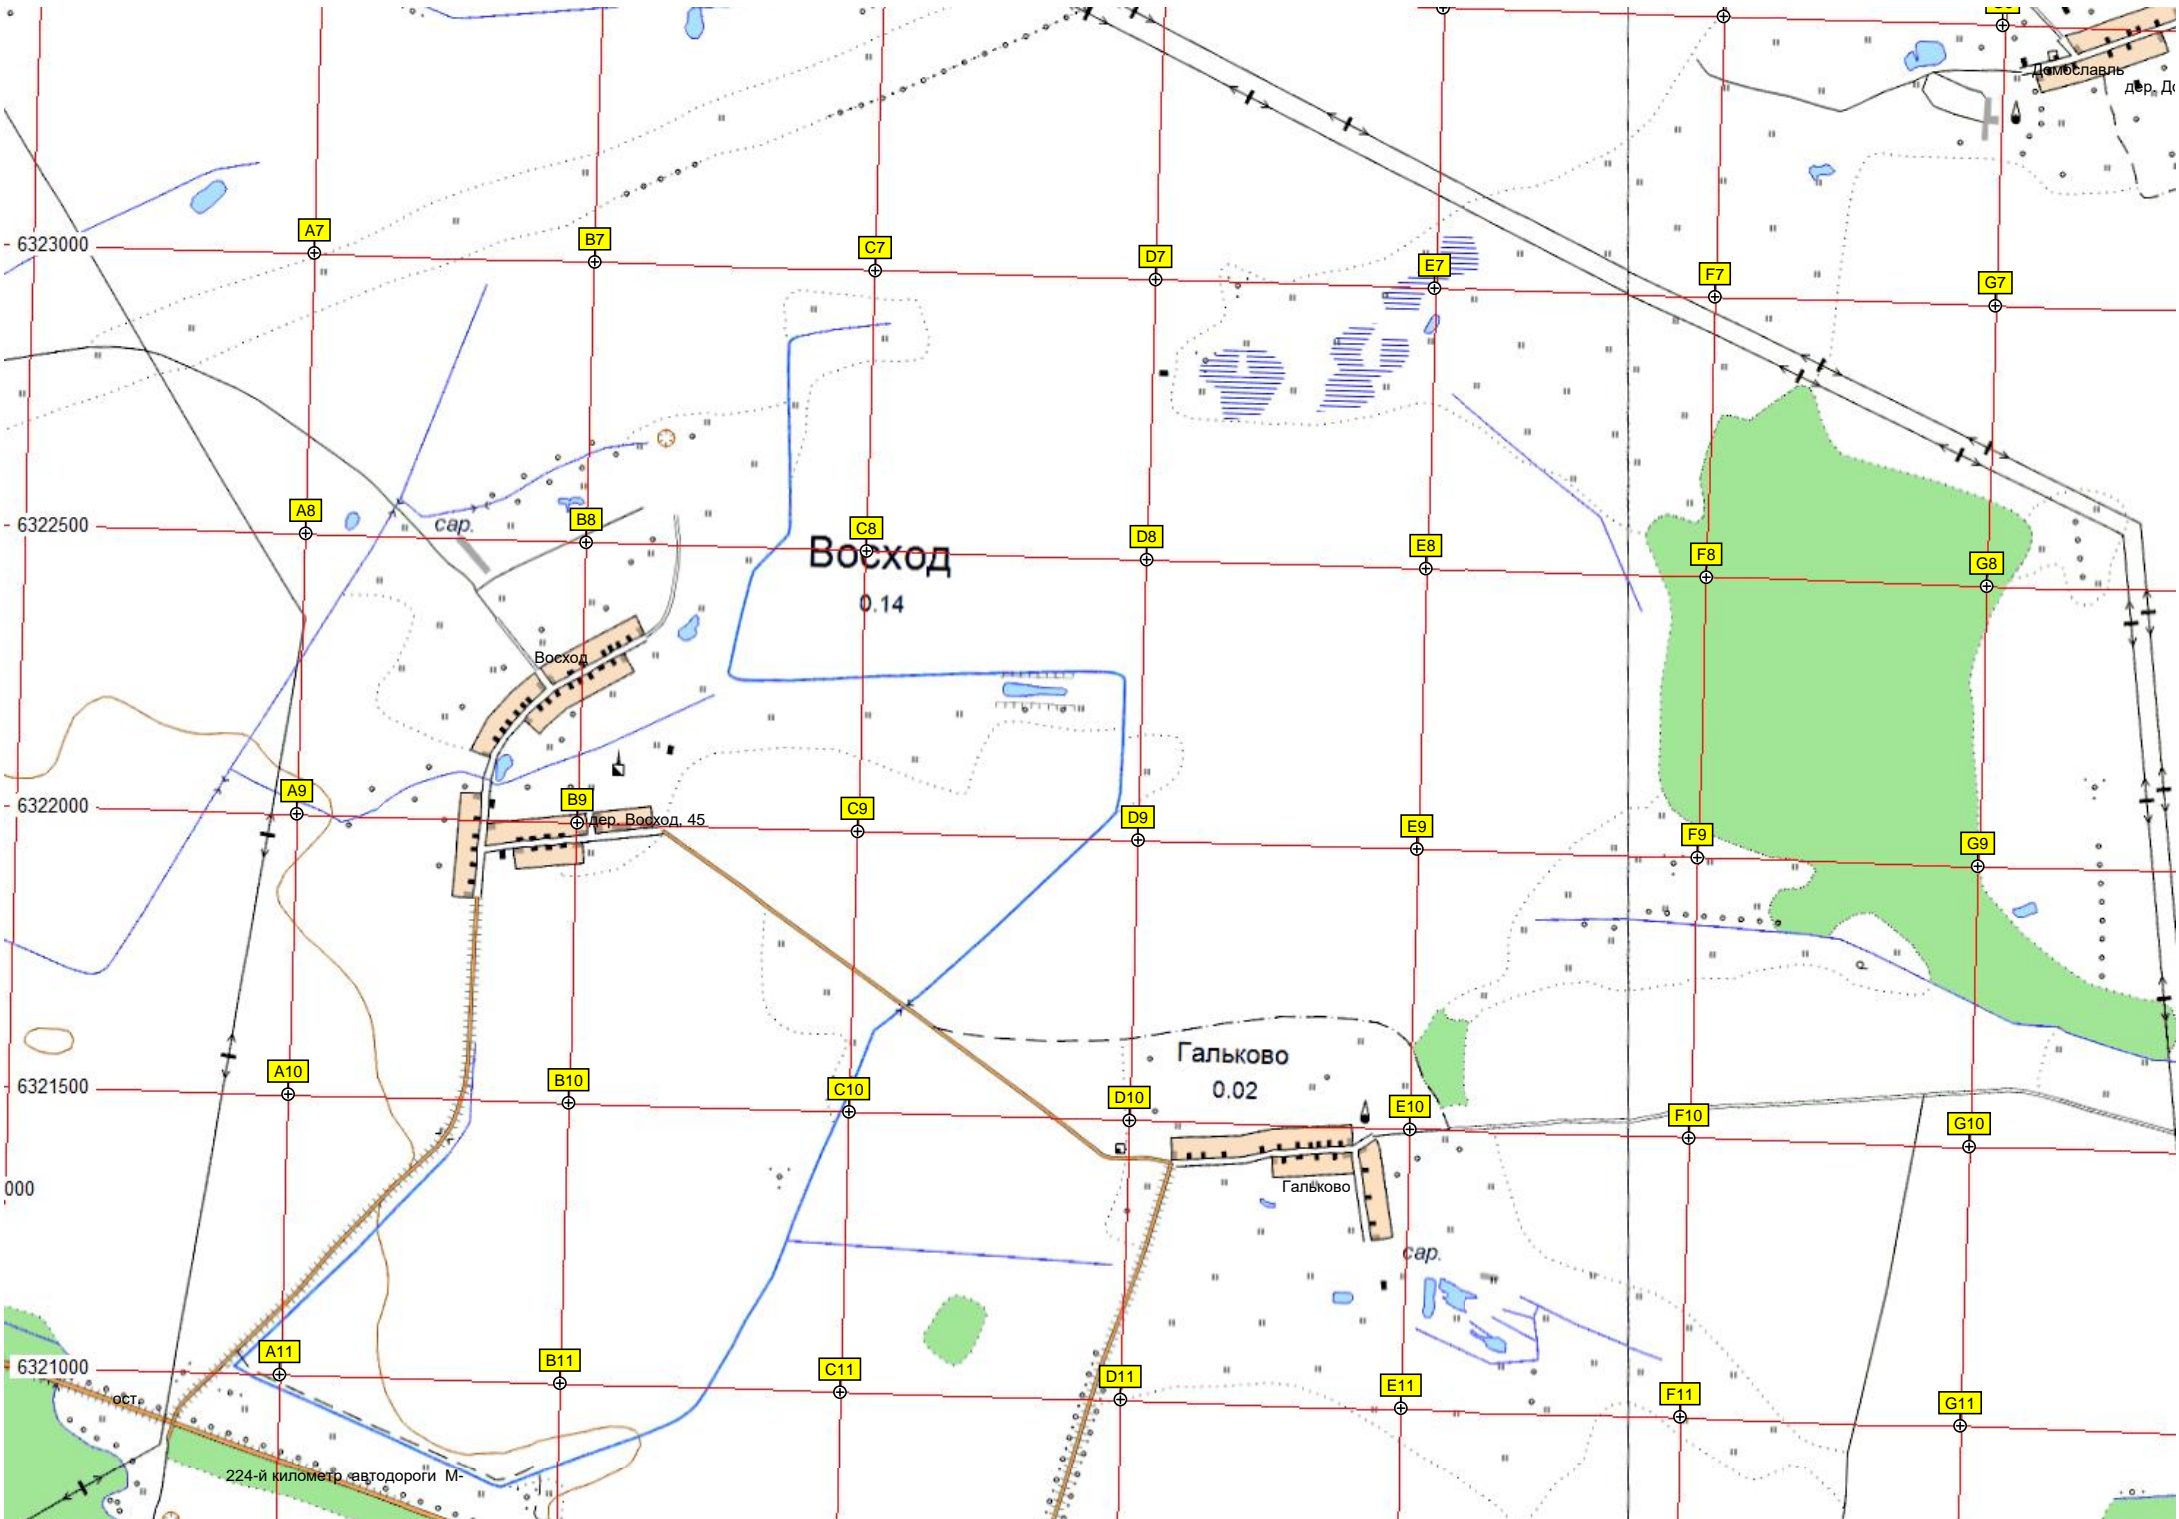 Домославль
дер. До
A7
B7
C7
D7
E7
F7
G7
6323000
A8
B8
C8
D8
E8
F8
G8
6322500
сар.
Восход
0.14
Восход
A9
B9
C9
D9
E9
F9
G9
6322000
дер. Восход, 45
Гальково
0.02
A10
B10
C10
D10
E10
F10
G10
6321500
000
Гальково
сар.
A11
B11
C11
D11
E11
F11
G11
6321000
ост.
224-й километр автодороги М-